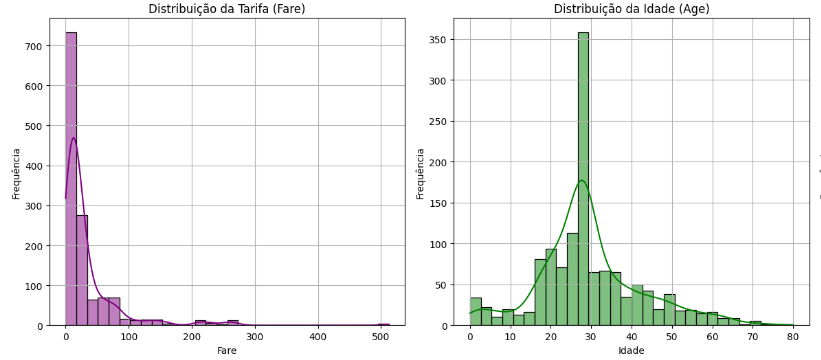 Distribuição da Tarifa (Fare)
Frequência
700
600
500
400
300
200
100
0
0 100 200 300 400 500
Fare
Distribuição da Idade (Age)
Frequência
350
300
250
200
150
100
50
0
0 10 20 30 40 50 60 70 80
Idade